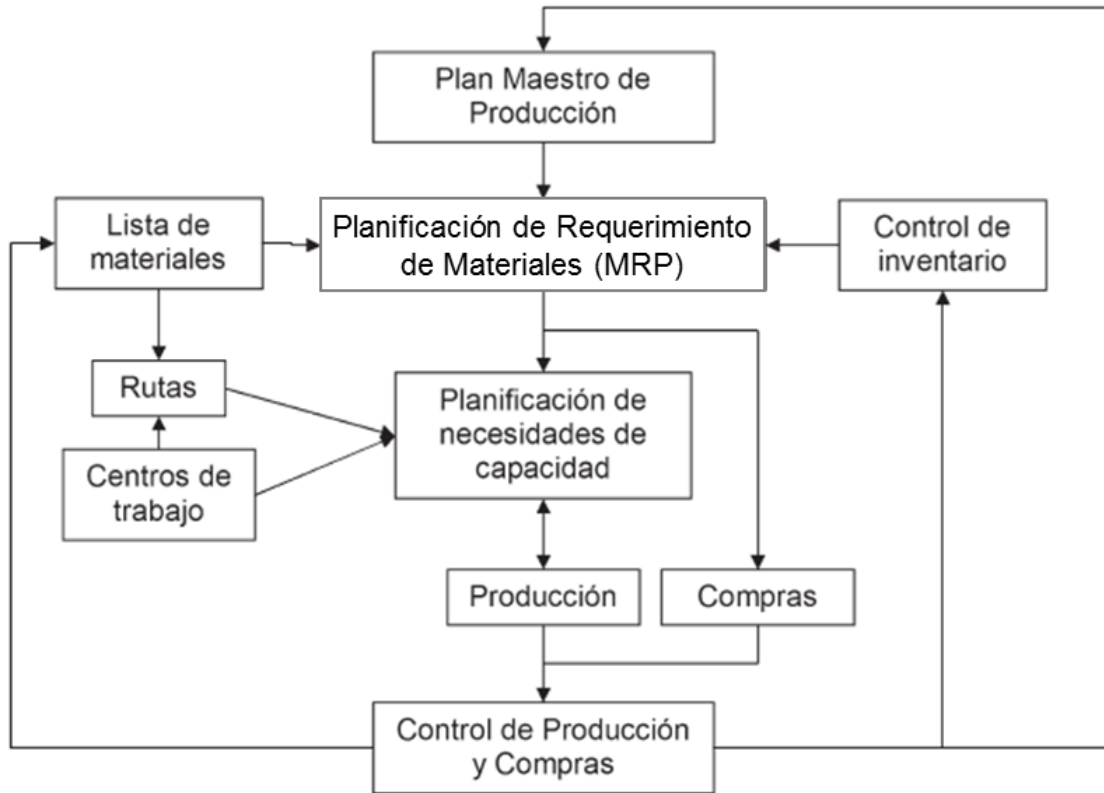 Plan Maestro de
Producción
Lista de
materiales
Planificación de Requerimiento
de Materiales (MRP)
Control de
inventario
Rutas
Planificación de
necesidades de
capacidad
Centros de
trabajo
Producción
Compras
Control de Producción
y Compras